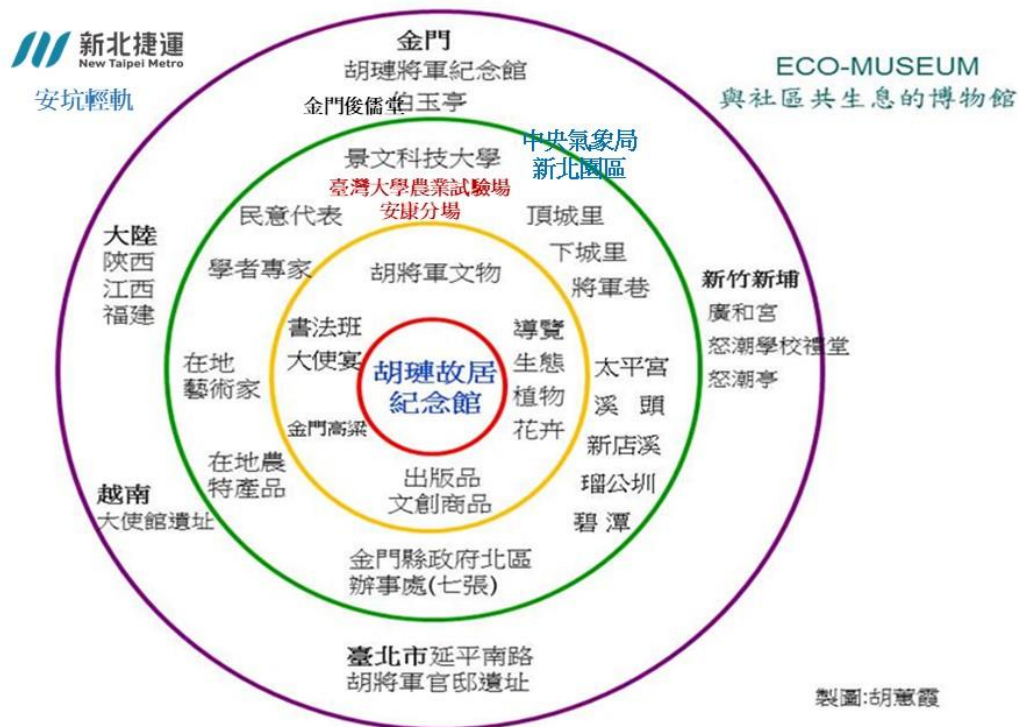 新北捷運
New Taipei Metro
安坑輕軌
ECO-MUSEUM
與社區共生息的博物館
金門
胡璉將軍紀念館
金門俊儒堂
伯玉亭
中央氣象局
新北園區
景文科技大學
臺灣大學農業試驗場
安康分場
民意代表
頂城里
下城里
將軍巷
學者專家
胡將軍文物
大陸
陝西
江西
福建
新竹新埔
廣和宮
怒潮學校禮堂
怒潮亭
書法班
大使宴
導覽
生態
植物
花卉
胡璉故居
紀念館
在地
藝術家
太平宮
溪 頭
新店溪
瑠公圳
碧 潭
金門高梁
在地農
特產品
出版品
文創商品
越南
大使館遺址
金門縣政府北區
辦事處(七張)
臺北市延平南路
胡將軍官邸遺址
製圖:胡蕙霞